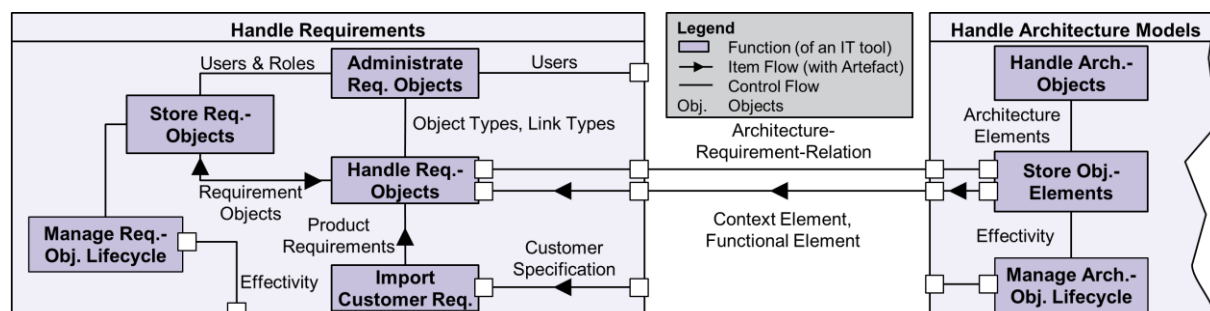 Handle Requirements
Users & Roles
Administrate
Req. Objects
Users
Store Req.-
Objects
Object Types, Link Types
Handle Req.-
Objects
Requirement
Objects
Product
Requirements
Manage Req.-
Obj. Lifecycle
Effectivity
Import
Customer Req.
Customer
Specification
Legend
Function (of an IT tool)
Item Flow (with Artefact)
Control Flow
Obj. Objects
Architecture-
Requirement-Relation
Context Element,
Functional Element
Handle Architecture Models
Handle Arch.-
Objects
Architecture
Elements
Store Obj.-
Elements
Effectivity
Manage Arch.-
Obj. Lifecycle